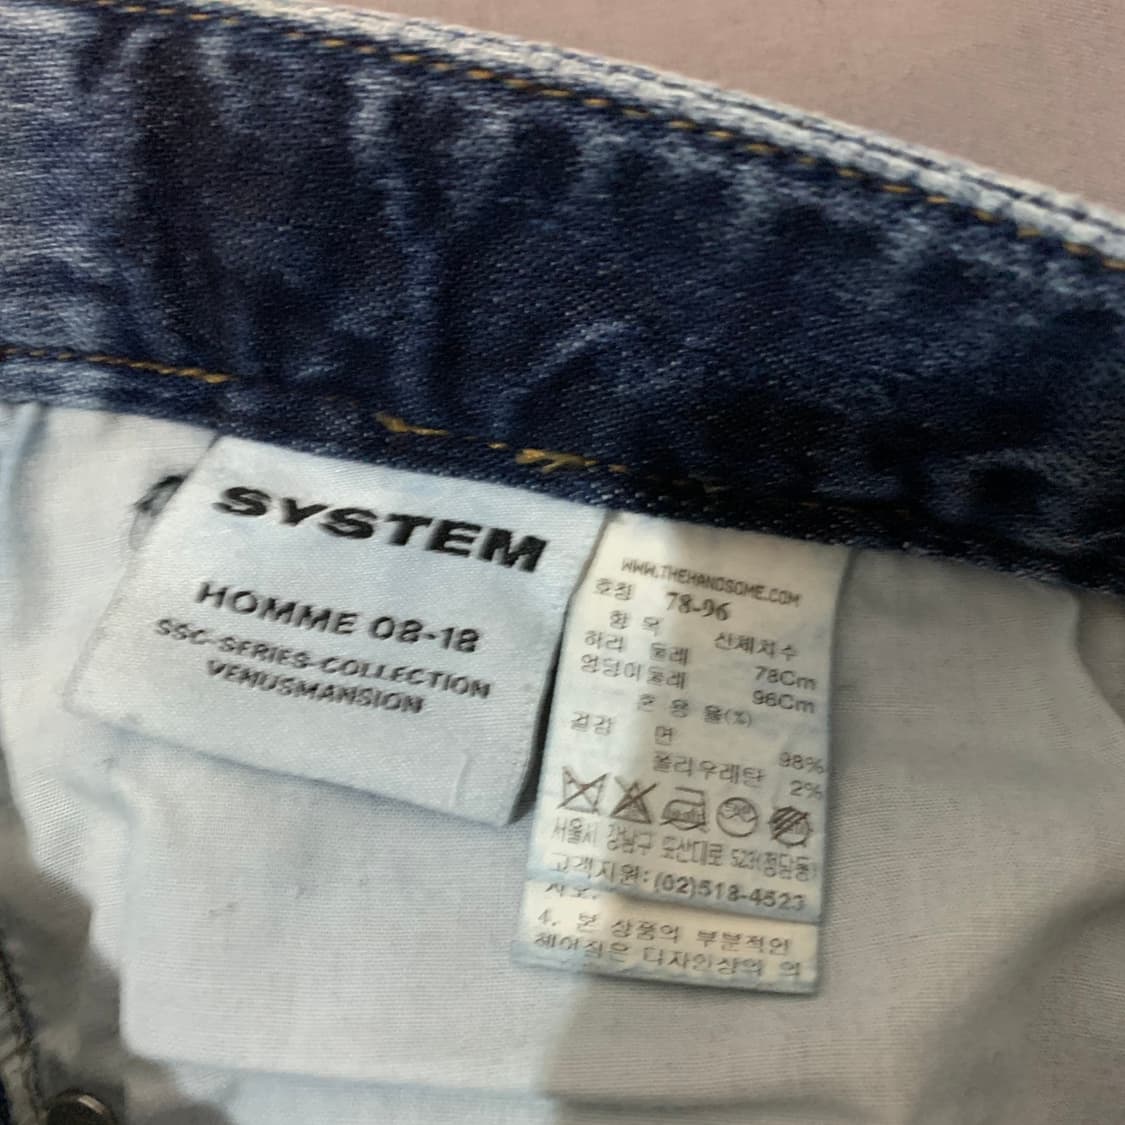 SYSTEM
HOMME 08-18
SSC-SERIES-COLLECTION
VEMUSMANSION
WWW.THEHANDSOME.COM
호칭 78-96
항 목 신체치수
허리 둘레 78Cm
엉덩이둘레 96Cm
혼 용 율(%)
겉감 면 98%
폴리우레탄 2%
서울시 강남구 도산대로 523(청담동)
고객지원: (02)518-4523
4. 본 상품의 부분적인
헤어짐은 디자인상의 의